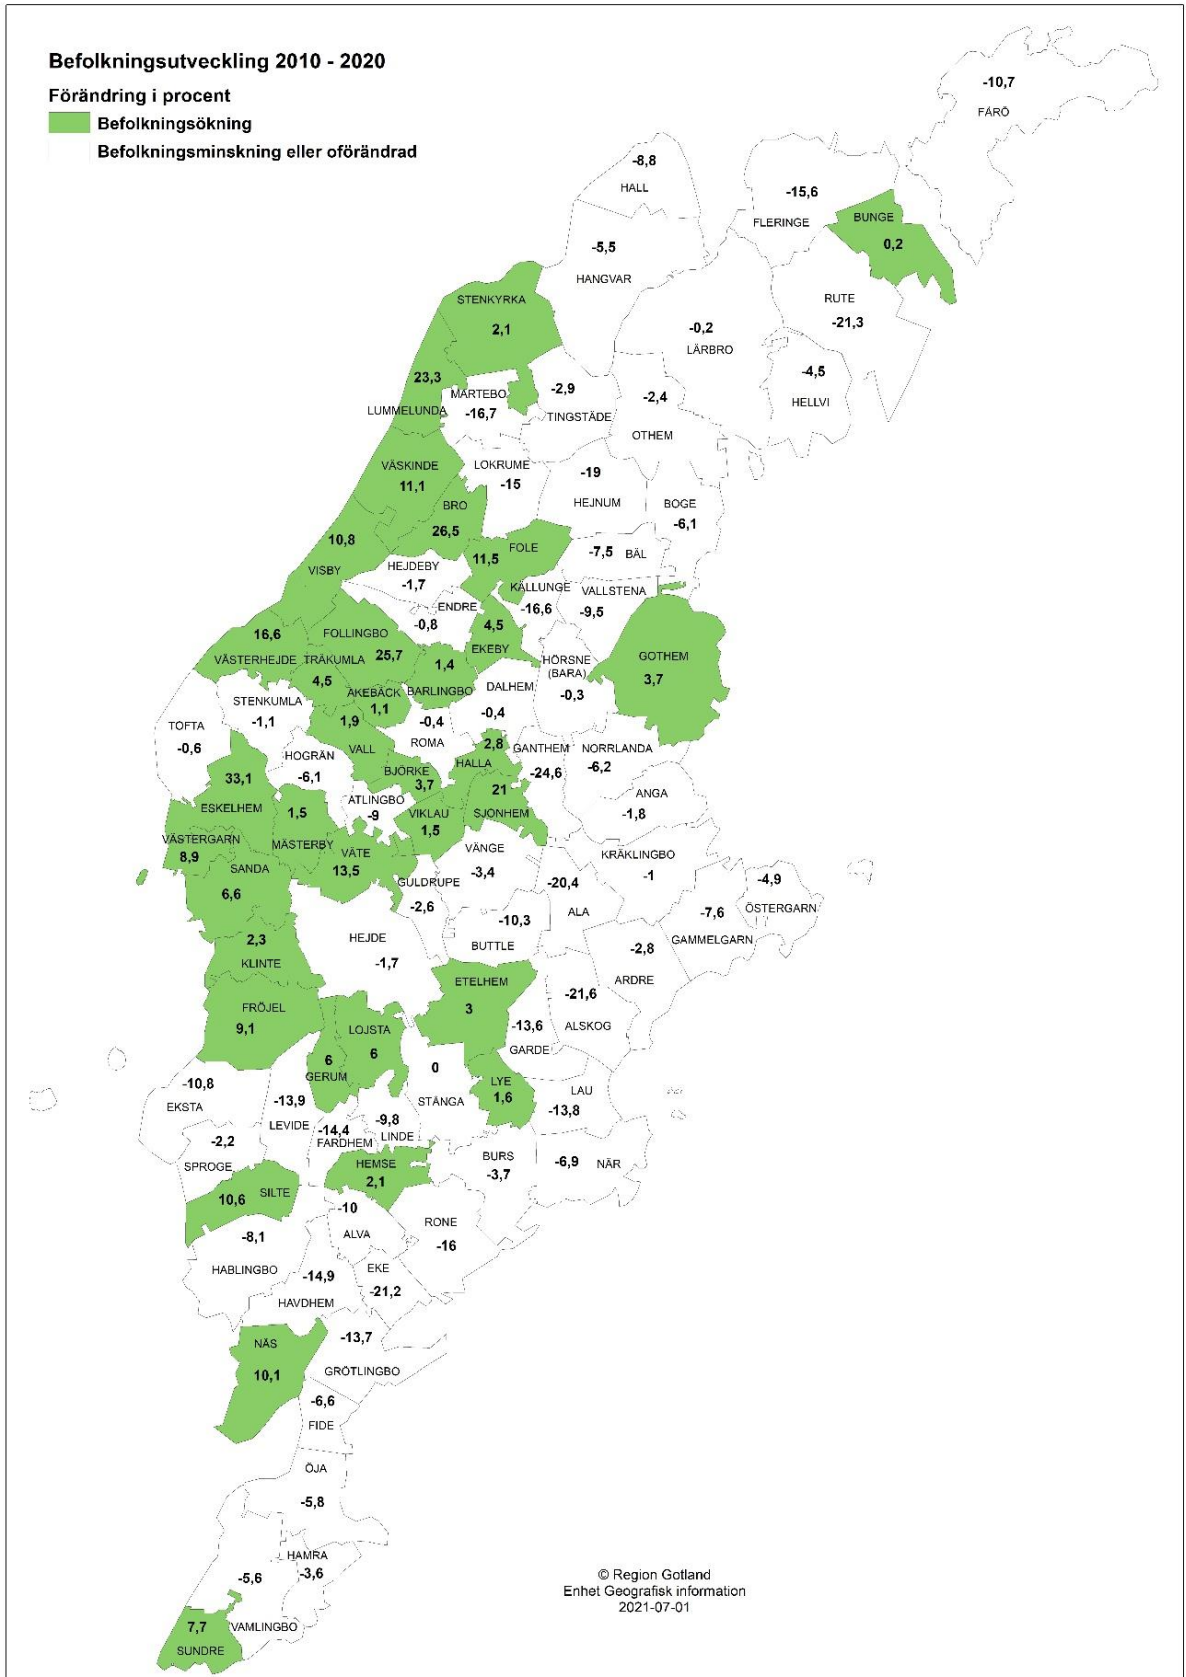 Befolkningsutveckling 2010 - 2020
Förändring i procent
Befolkningsökning
Befolkningsminskning eller oförändrad
-10,7
FÅRÖ
-8,8
HALL
-15,6
FLERINGE
BUNGE
0,2
-5,5
HANGVAR
STENKYRKA
2,1
RUTE
-21,3
-0,2
LÄRBRO
23,3
LUMMELUNDA
MARTEBO
-16,7
-2,9
TINGSTÄDE
-2,4
OTHEM
-4,5
HELLVI
VÄSKINDE
11,1
LOKRUME
-15
-19
HEJNUM
BOGE
-6,1
BRO
26,5
10,8
VISBY
11,5
FOLE
-7,5 BÄL
HEJDEBY
-1,7
KÄLLUNGE
-16,6
VALLSTENA
-9,5
ENDRE
-0,8
4,5
EKEBY
16,6
VÄSTERHEJDE
FOLLINGBO
25,7
TRÄKUMLA
4,5
1,4
BARLINGBO
HÖRSNE
(BARA)
-0,3
GOTHEM
3,7
AKEBÄCK
1,1
DALHEM
-0,4
STENKUMLA
-1,1
TOFTA
-0,6
1,9
VALL
-0,4
ROMA
2,8
HALLA
GANTHEM
-24,6
NORRLANDA
-6,2
HOGRÄN
-6,1
BJÖRKE
3,7
33,1
ESKELHEM
ATLINGBO
-9
21
SJONHEM
ANGA
-1,8
1,5
MÄSTERBY
VIKLAU
1,5
VÄSTERGARN
8,9
VÄTE
13,5
VÄNGE
-3,4
KRÄKLINGBO
-1
SANDA
6,6
GULDRUPE
-2,6
-20,4
ALA
-4,9
ÖSTERGARN
-7,6
GAMMELGARN
-10,3
BUTTLE
HEJDE
-1,7
2,3
KLINTE
-2,8
ARDRE
ETELHEM
3
-21,6
ALSKOG
FRÖJEL
9,1
LOJSTA
6
-13,6
GARDE
6
GERUM
0
STÅNGA
LYE
1,6
LAU
-13,8
-10,8
EKSTA
-13,9
LEVIDE
-14,4
FARDHEM
-9,8
LINDE
-2,2
SPROGE
HEMSE
2,1
BURS
-3,7
-6,9 NÄR
10,6 SILTE
-10
ALVA
RONE
-16
-8,1
HABLINGBO
-14,9
HAVDHEM
EKE
-21,2
NÄS
10,1
-13,7
GRÖTLINGBO
-6,6
FIDE
ÖJA
-5,8
HAMRA
-3,6
-5,6
VAMLINGBO
7,7
SUNDRE
© Region Gotland
Enhet Geografisk information
2021-07-01